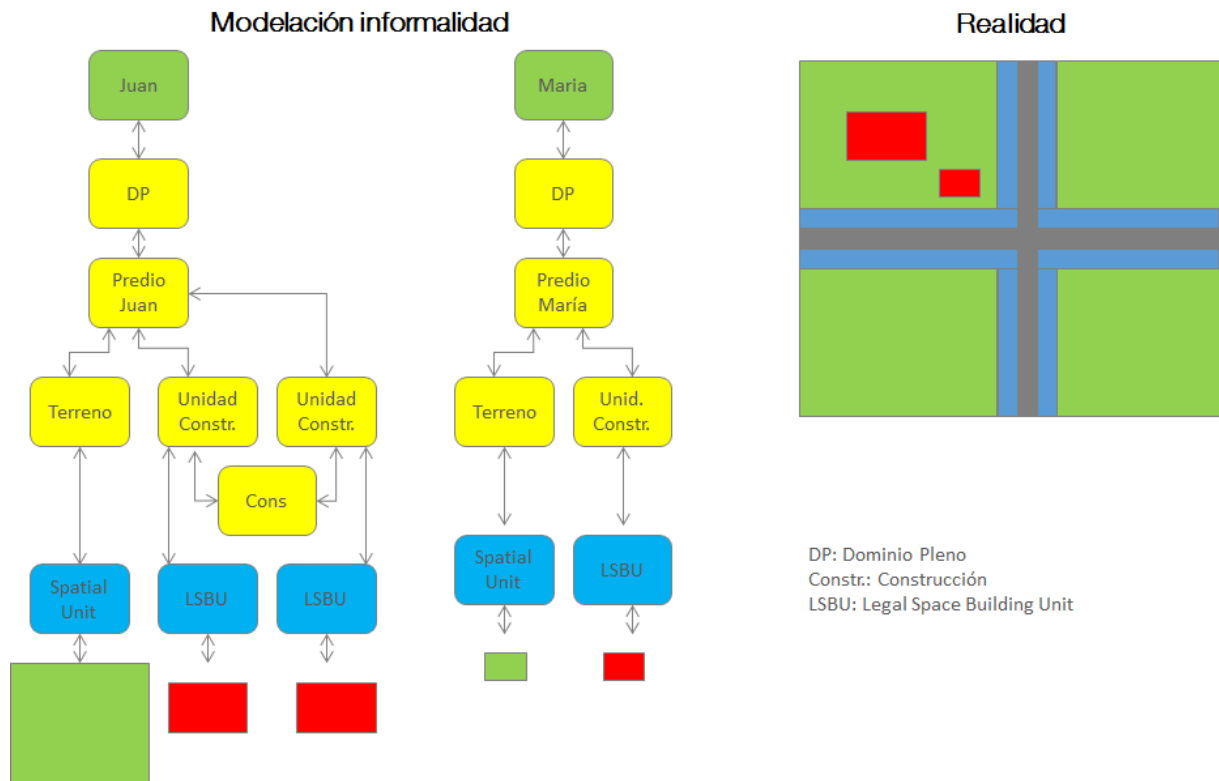 Modelación informalidad
Realidad
Juan
Maria
DP
DP
Predio
Juan
Predio
María
Terreno
Unidad
Constr.
Unidad
Constr.
Terreno
Unid.
Constr.
Cons
Spatial
Unit
LSBU
LSBU
Spatial
Unit
LSBU
DP: Dominio Pleno
Constr.: Construcción
LSBU: Legal Space Building Unit